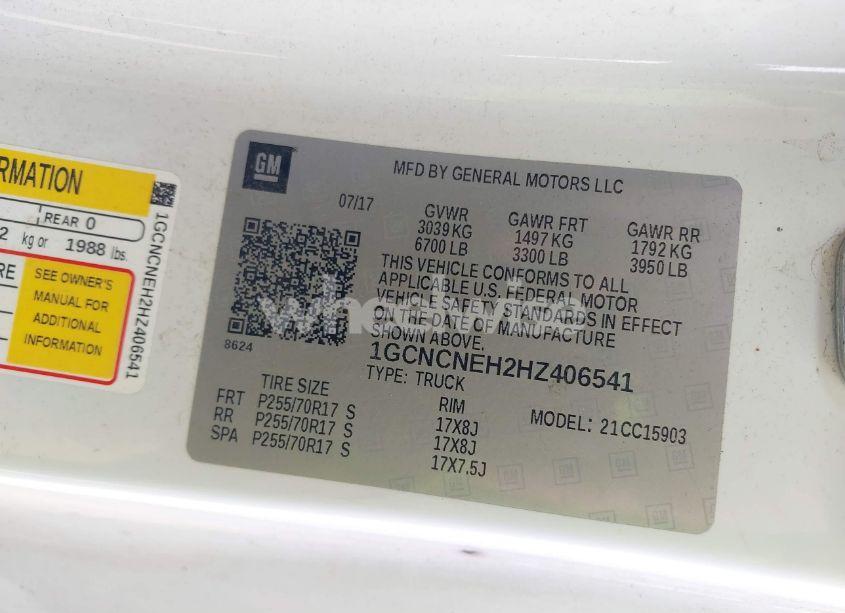 RMATION
REAR 0
2 kg or 1988 lbs.
RE
SEE OWNER'S
MANUAL FOR
ADDITIONAL
INFORMATION
1GCNCNEH2HZ406541
GM
MFD BY GENERAL MOTORS LLC
07/17
GVWR GAWR FRT GAWR RR
3039 KG 1497 KG 1792 KG
6700 LB 3300 LB 3950 LB
THIS VEHICLE CONFORMS TO ALL
APPLICABLE U.S. FEDERAL MOTOR
VEHICLE SAFETY STANDARDS IN EFFECT
ON THE DATE OF MANUFACTURE
SHOWN ABOVE.
8624
1GCNCNEH2HZ406541
TYPE: TRUCK
TIRE SIZE RIM
FRT P255/70R17 S 17X8J
RR P255/70R17 S 17X8J
SPA P255/70R17 S 17X7.5J
MODEL: 21CC15903